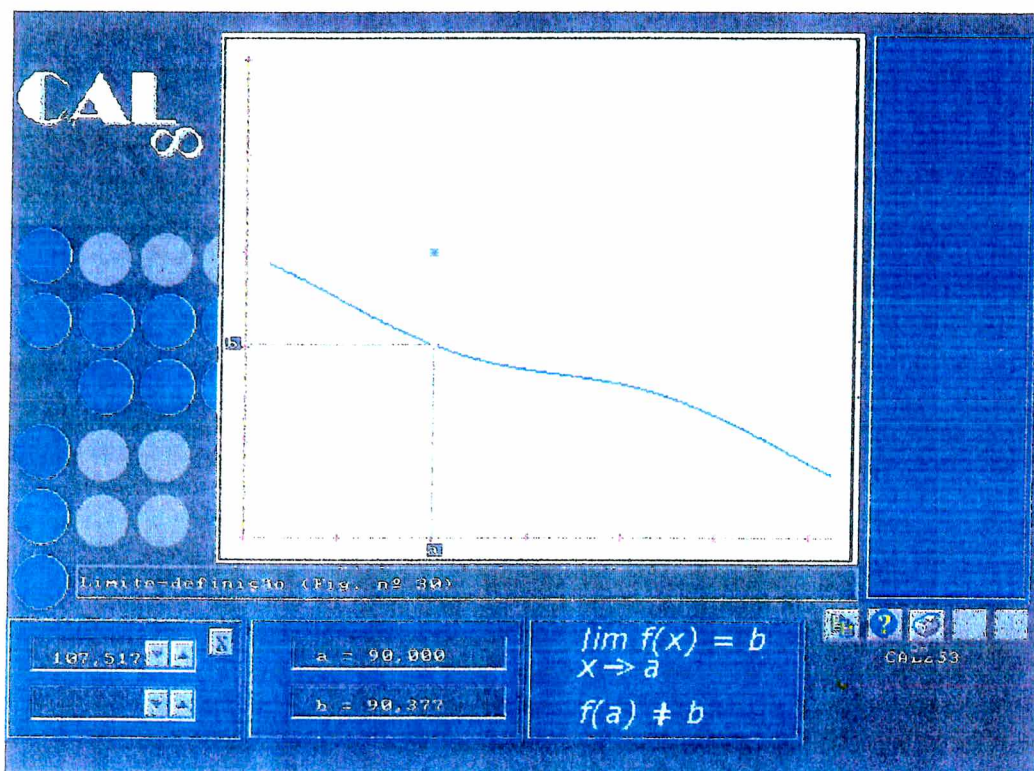 CAL
∞
b
a
Limite-definição (Fig. nº 30)
107,517
a = 90,000
b = 90,377
lim f(x) = b
x -> a
f(a) ≠ b
?